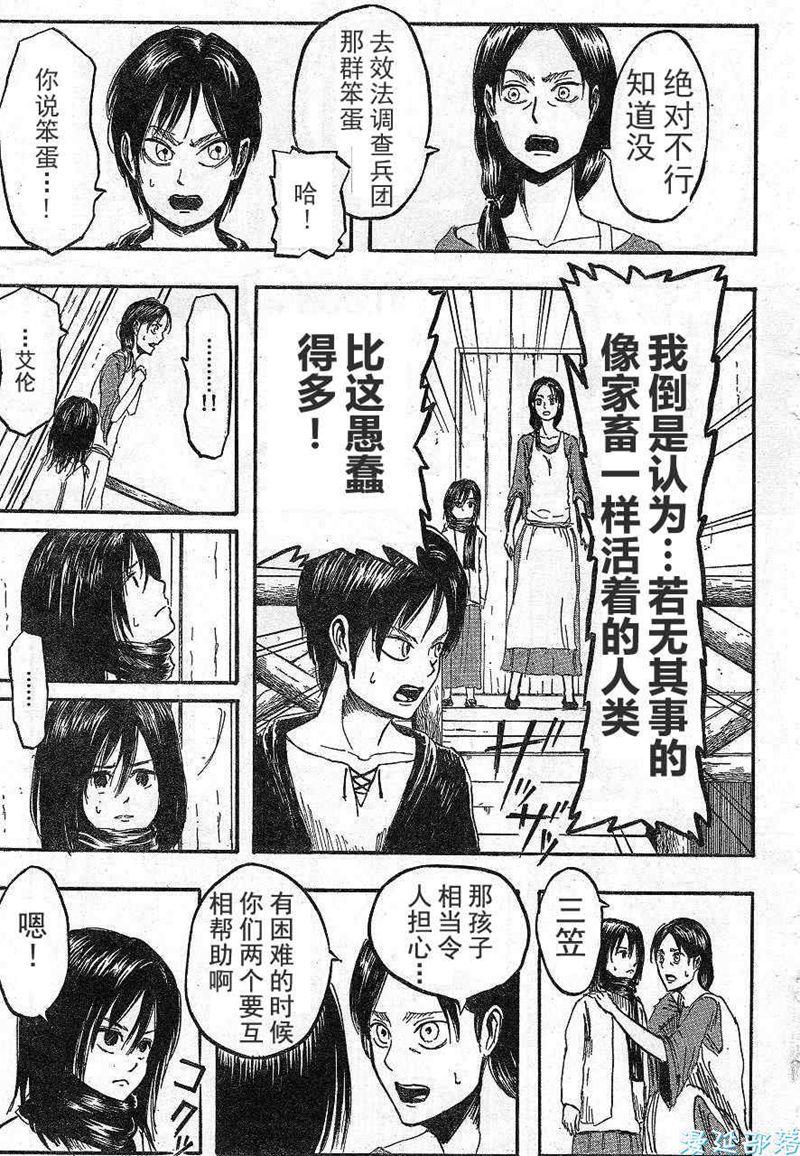 绝对不行
知道没
去效法调查兵团
那群笨蛋
哈！
你说笨蛋…！
我倒是认为…若无其事的
像家畜一样活着的人类
比这愚蠢
得多！
………!!
…艾伦
……
三笠
那孩子
相当令
人担心…
有困难的时候
你们两个要互
相帮助啊
嗯！
コクッ
漫延部落